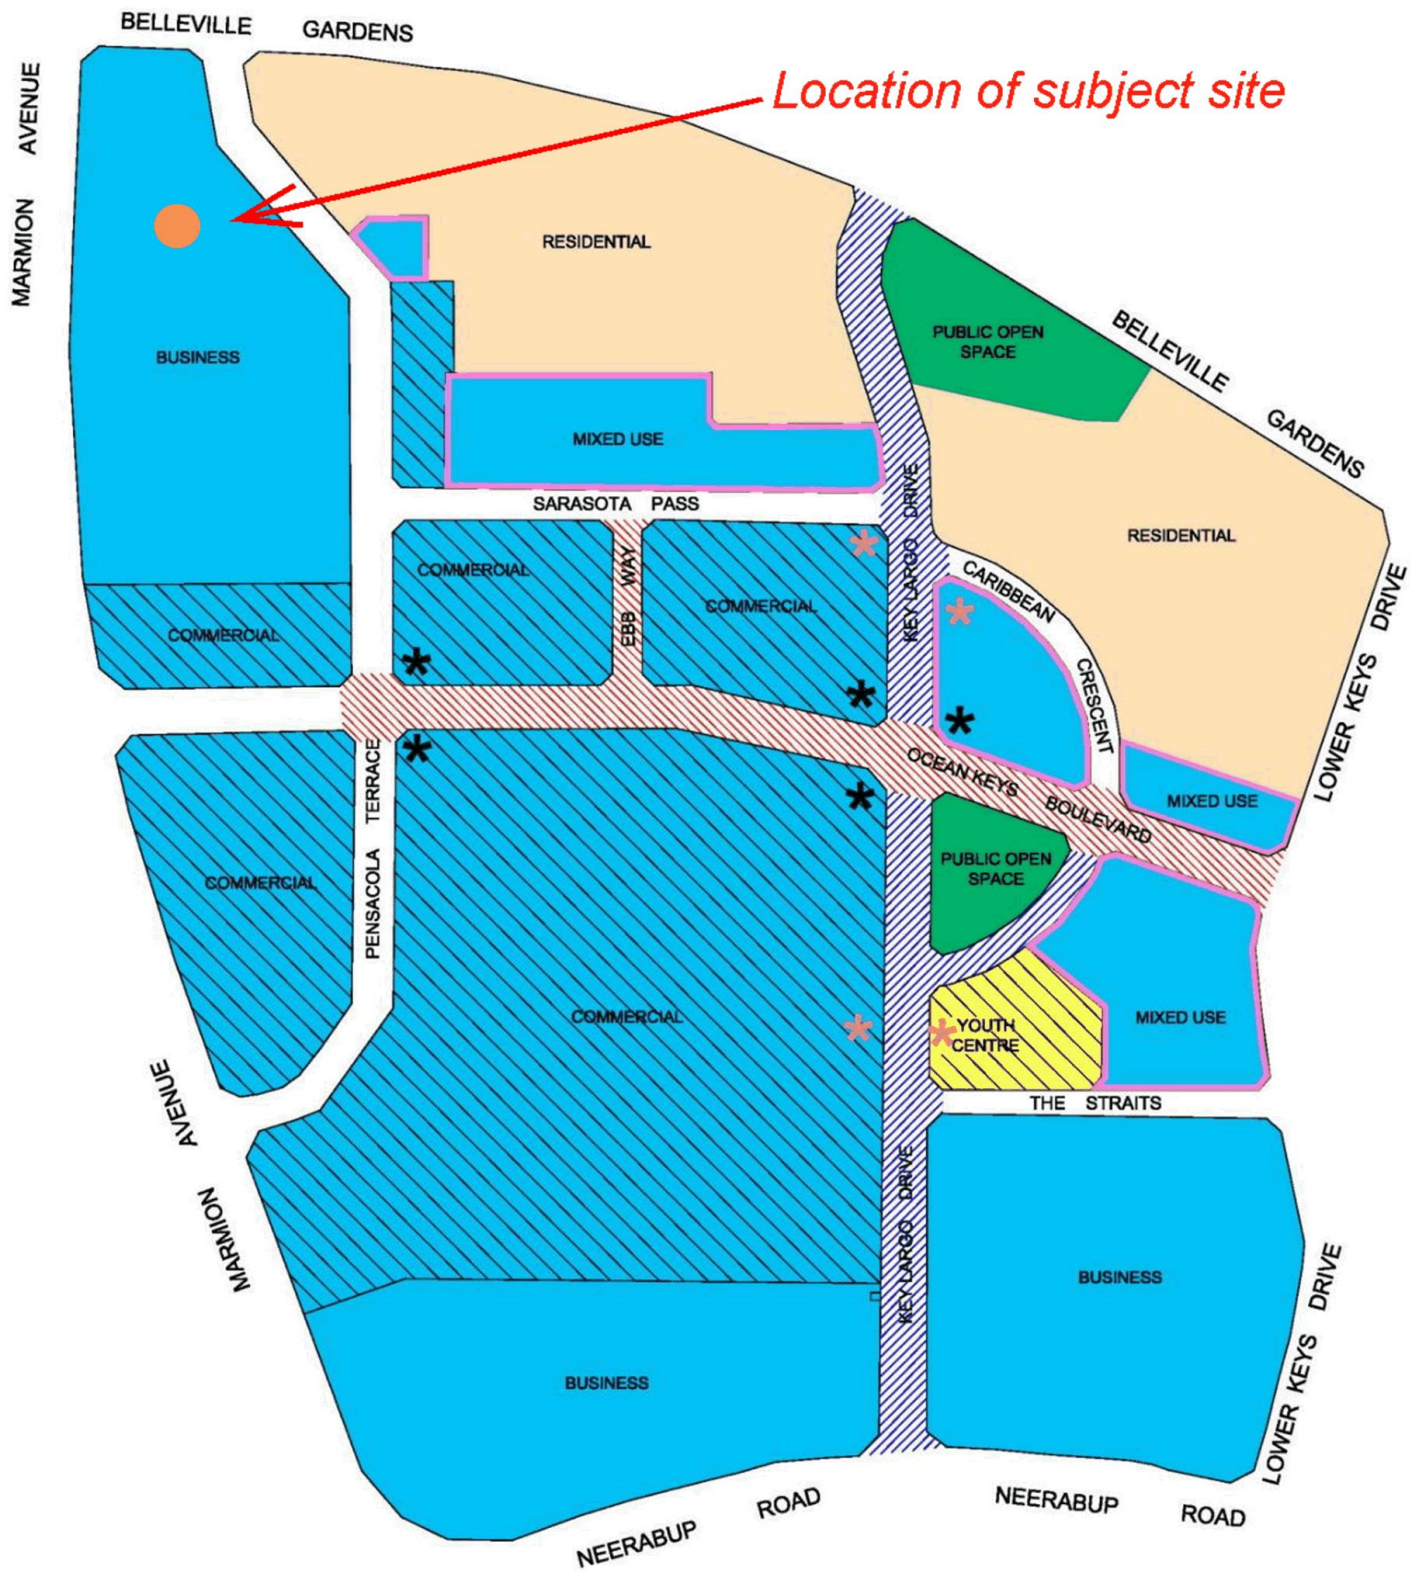 BELLEVILLE GARDENS
MARMION AVENUE
Location of subject site
RESIDENTIAL
BUSINESS
PUBLIC OPEN
SPACE
BELLEVILLE GARDENS
MIXED USE
SARASOTA PASS
KEY LARGO DRIVE
RESIDENTIAL
COMMERCIAL
EBB WAY
COMMERCIAL
CARIBBEAN CRESCENT
COMMERCIAL
LOWER KEYS DRIVE
OCEAN KEYS BOULEVARD
MIXED USE
PENSACOLA TERRACE
COMMERCIAL
PUBLIC OPEN
SPACE
COMMERCIAL
YOUTH
CENTRE
MIXED USE
THE STRAITS
MARMION AVENUE
KEY LARGO DRIVE
BUSINESS
LOWER KEYS DRIVE
BUSINESS
NEERABUP ROAD
NEERABUP ROAD